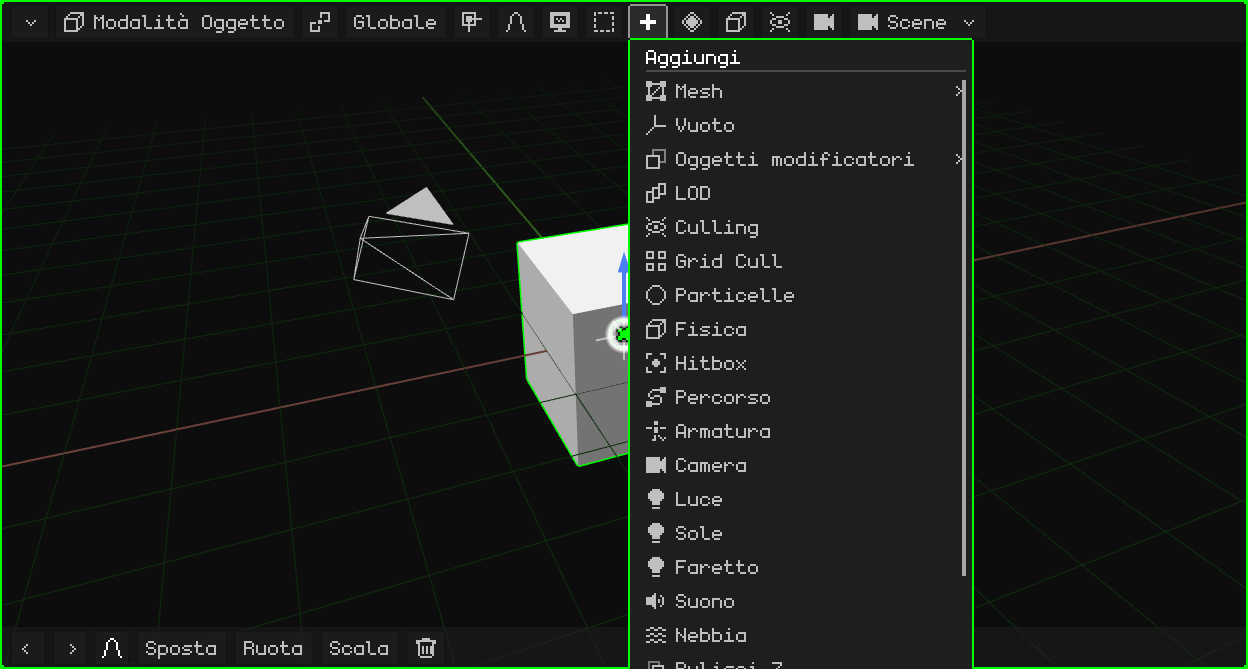 Modalità Oggetto Globale Scene
Aggiungi
Mesh
Vuoto
Oggetti modificatori
LOD
Culling
Grid Cull
Particelle
Fisica
Hitbox
Percorso
Armatura
Camera
Luce
Sole
Faretto
Suono
Nebbia
Sposta Ruota Scala